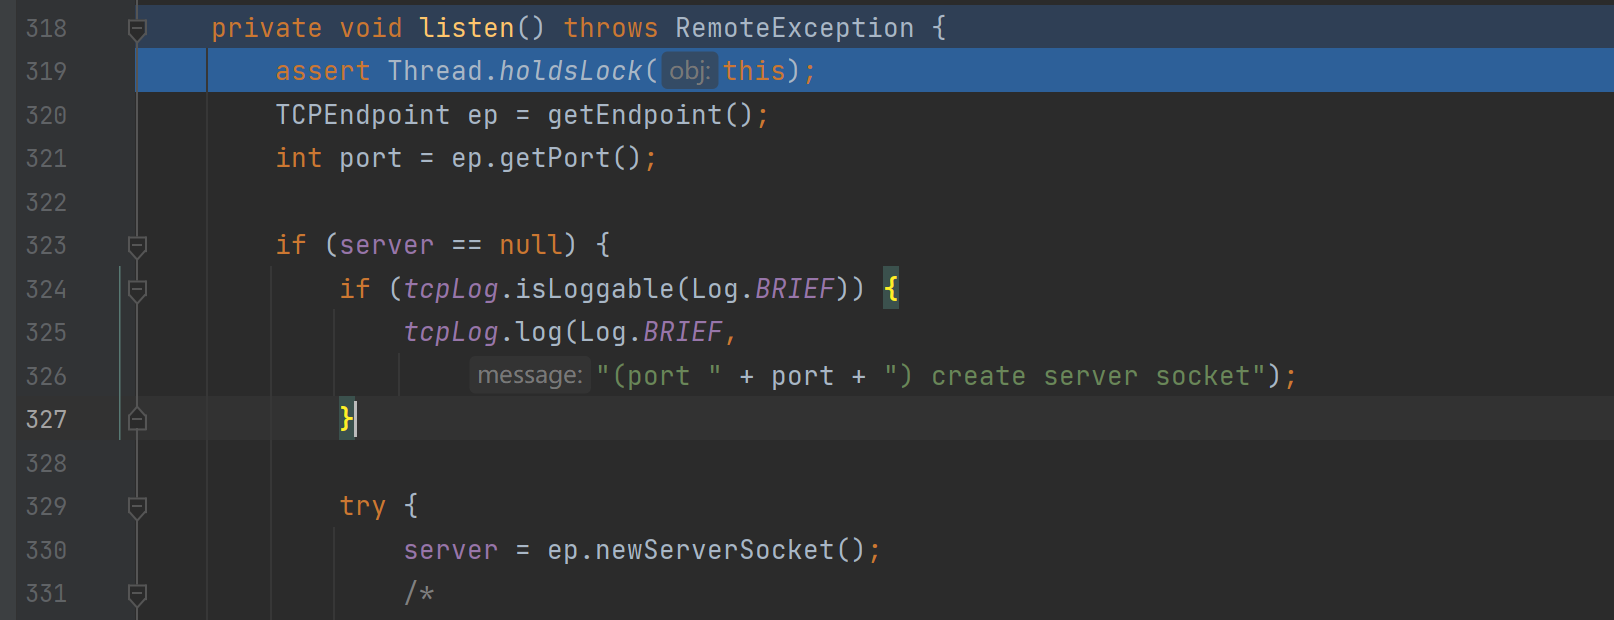 318 private void listen() throws RemoteException {
319 assert Thread.holdsLock( obj: this);
320 TCPEndpoint ep = getEndpoint();
321 int port = ep.getPort();
322
323 if (server == null) {
324 if (tcpLog.isLoggable(Log.BRIEF)) {
325 tcpLog.log(Log.BRIEF,
326 message: "(port " + port + ") create server socket");
327 }
328
329 try {
330 server = ep.newServerSocket();
331 /*